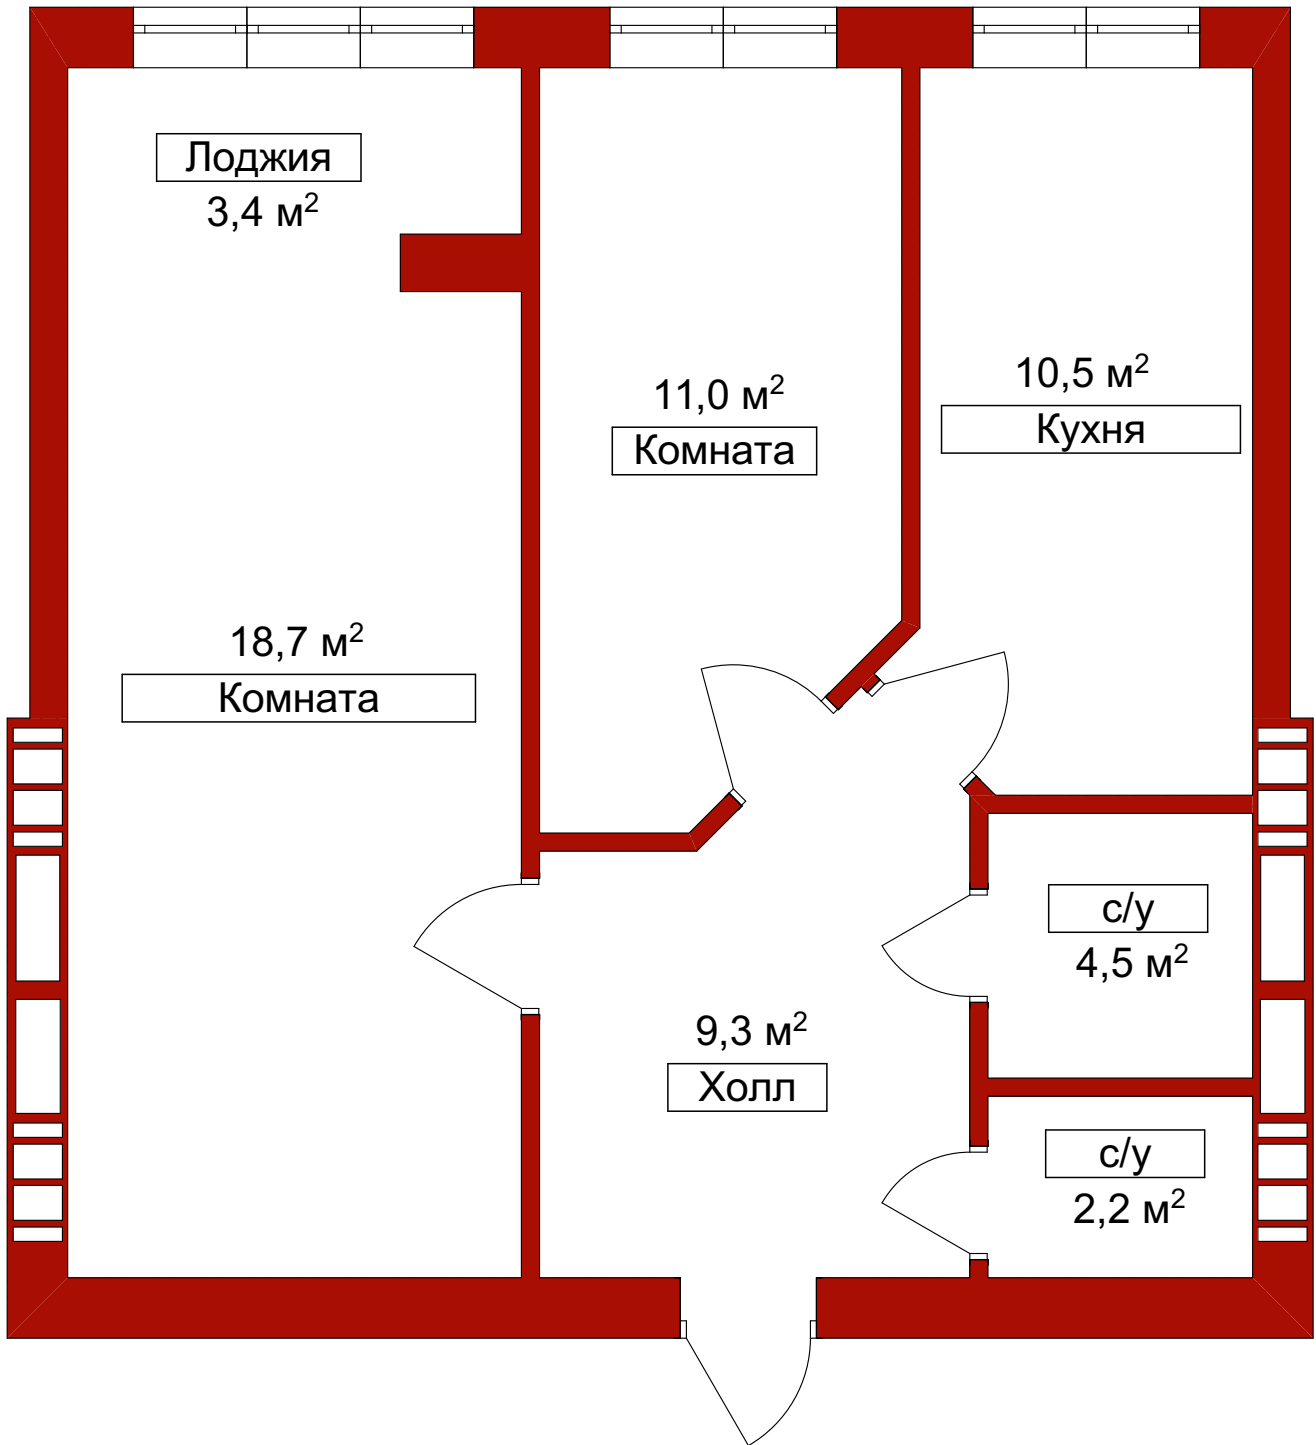 Лоджия
3,4 м²
11,0 м²
Комната
10,5 м²
Кухня
18,7 м²
Комната
с/у
4,5 м²
9,3 м²
Холл
с/у
2,2 м²